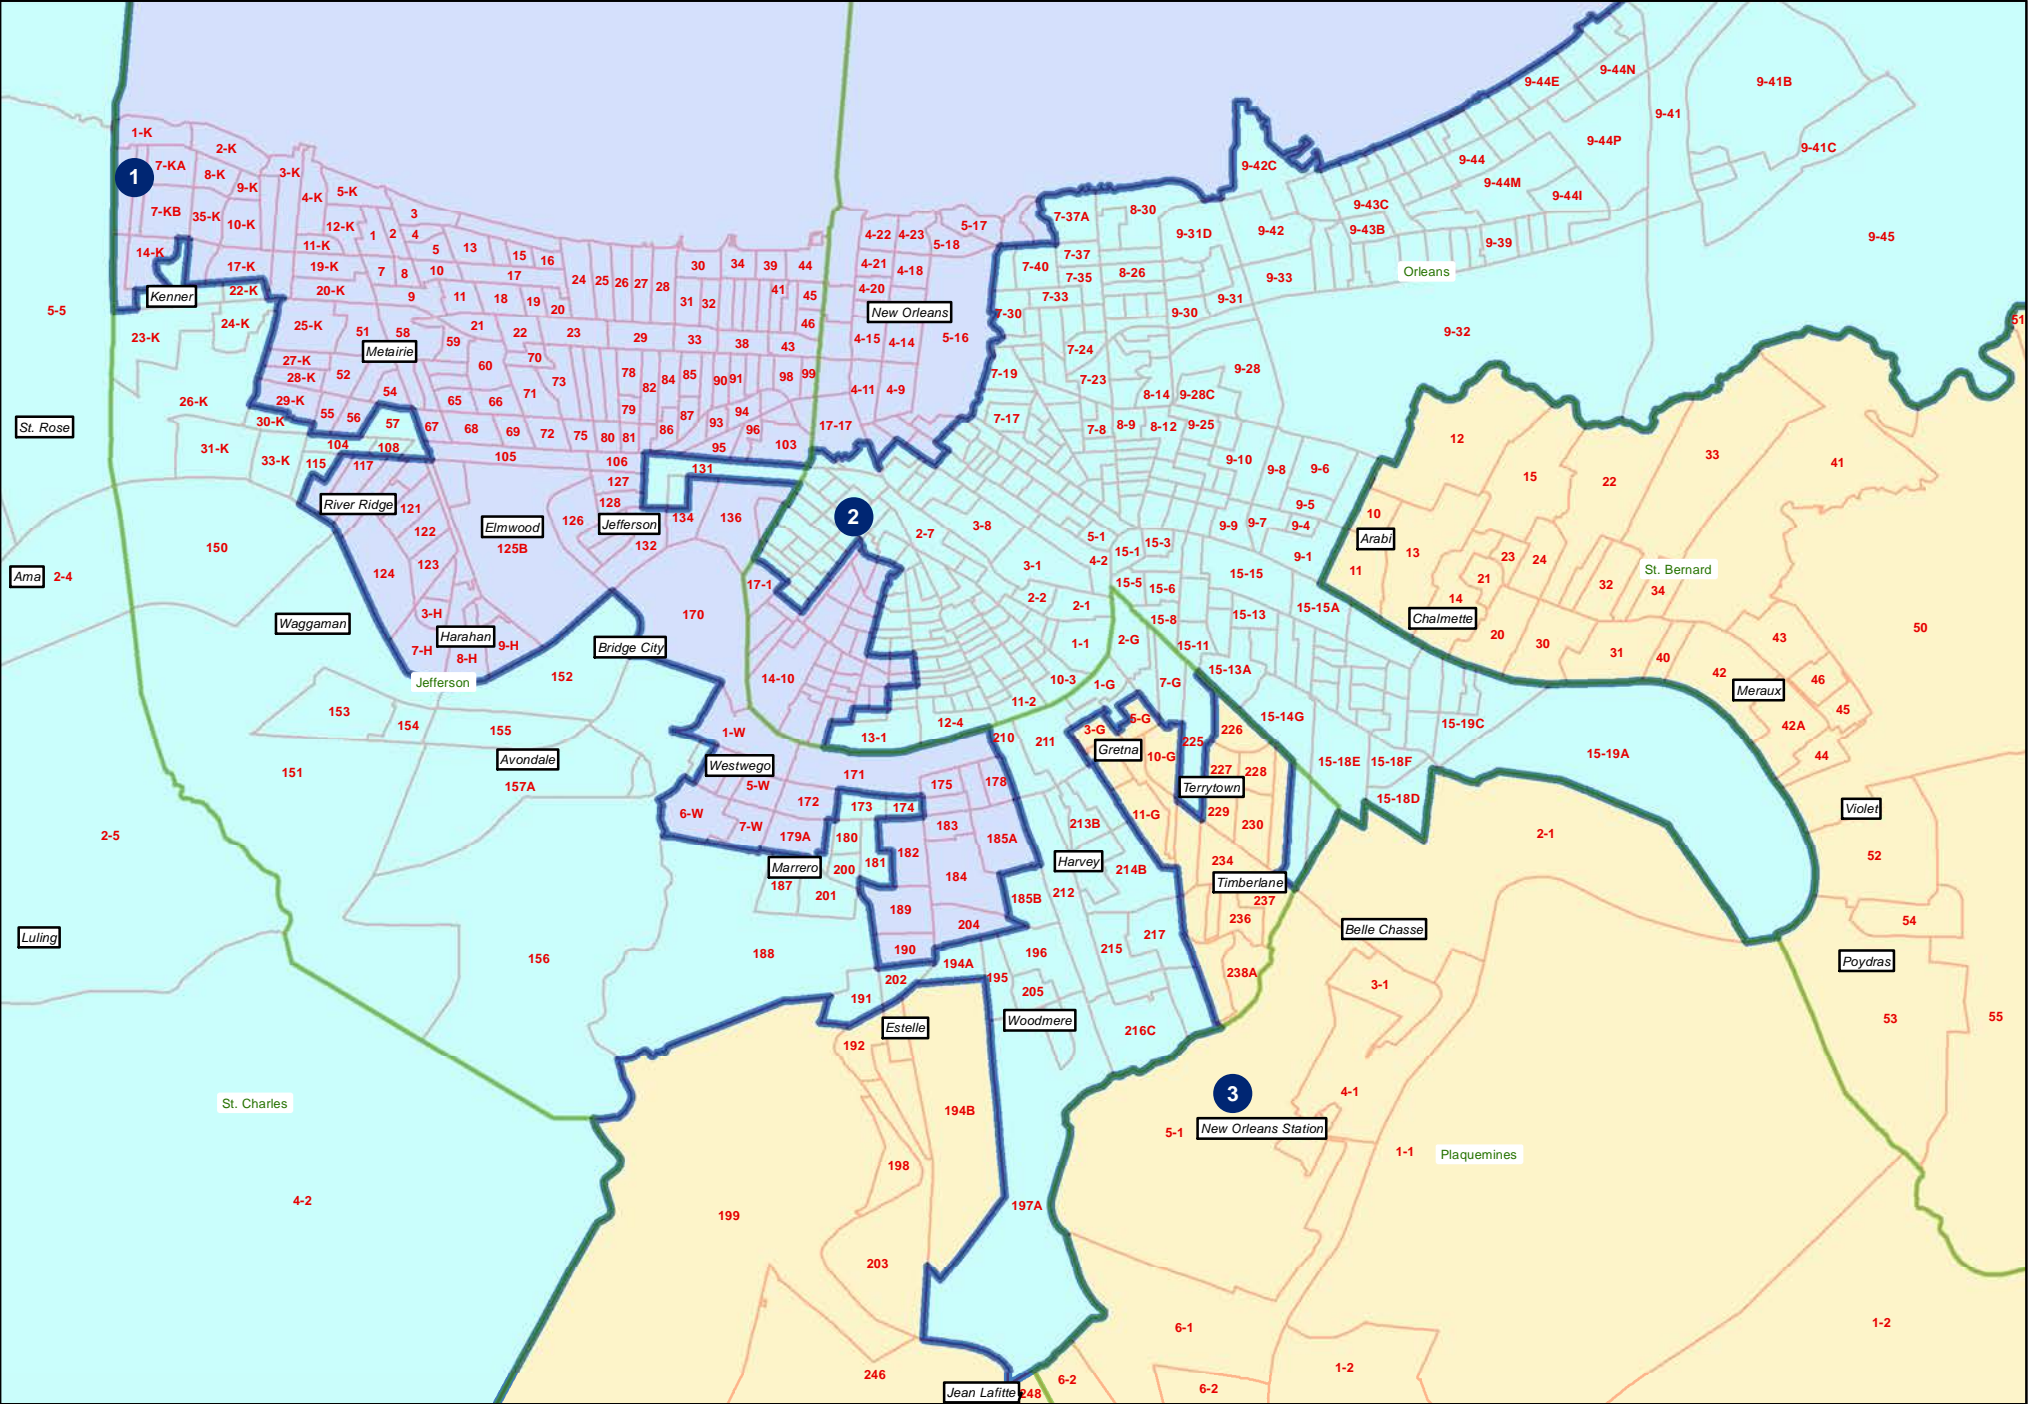 9-44E
9-44N
9-41B
9-41
1-K
9-44P
2-K
9-41C
7-KA
1
8-K
3-K
9-42C
9-44
9-K
5-K
9-44M
4-K
9-44I
7-KB
35-K
10-K
12-K
3
7-37A
8-30
9-43C
1
2
4
4-22
4-23
5-17
9-31D
9-42
9-43B
9-45
14-K
11-K
5
13
5-18
7-37
9-39
15
16
17-K
19-K
7
8
10
17
30
34
39
44
4-21
4-18
7-40
7-35
8-26
Orleans
24
25
26
27
28
9-33
Kenner
22-K
20-K
9
11
18
19
20
31
32
41
45
4-20
7-33
9-31
5-5
New Orleans
7-30
9-30
51
23-K
24-K
25-K
51
58
21
22
23
29
33
38
43
46
4-15
4-14
5-16
9-32
59
Metairie
70
7-24
27-K
28-K
52
60
73
78
82
84
85
90
91
98
99
7-19
7-23
9-28
26-K
29-K
54
65
66
71
4-11
4-9
8-14
9-28C
55
56
79
87
94
St. Rose
30-K
57
67
68
69
72
75
80
81
86
93
96
17-17
7-17
7-8
8-9
8-12
9-25
12
31-K
33-K
104
108
105
106
95
103
9-10
9-8
9-6
33
41
115
117
131
15
22
127
River Ridge
121
128
9-5
Elmwood
126
Jefferson
134
136
2
10
122
125B
132
2-7
3-8
9-9
9-7
9-4
150
5-1
15-3
Arabi
13
124
123
15-1
9-1
23
24
Ama
2-4
3-1
4-2
15-15
11
21
St. Bernard
17-1
15-5
15-6
32
34
3-H
170
2-2
2-1
15-13
15-15A
14
Waggaman
15-8
Chalmette
Harahan
9-H
Bridge City
1-1
2-G
15-11
20
30
43
50
7-H
8-H
31
40
Jefferson
152
14-10
10-3
1-G
7-G
15-13A
42
46
Meraux
153
154
155
1-W
13-1
12-4
11-2
15-14G
15-19C
45
42A
210
211
3-G
5-G
225
226
151
Avondale
Westwego
171
Gretna
10-G
15-18E
15-18F
15-19A
44
157A
5-W
175
178
227
228
Terrytown
6-W
172
173
174
15-18D
Violet
7-W
179A
180
183
185A
213B
11-G
229
230
2-5
2-1
182
181
Harvey
234
52
Marrero
200
184
214B
187
201
185B
212
Timberlane
237
189
204
236
54
Luling
Belle Chasse
188
190
196
215
217
156
194A
Poydras
202
195
238A
191
205
3-1
Estelle
Woodmere
216C
53
55
192
3
4-1
St. Charles
194B
5-1
New Orleans Station
198
1-1
Plaquemines
4-2
199
197A
203
6-1
1-2
246
6-2
1-2
6-2
Jean Lafitte
248